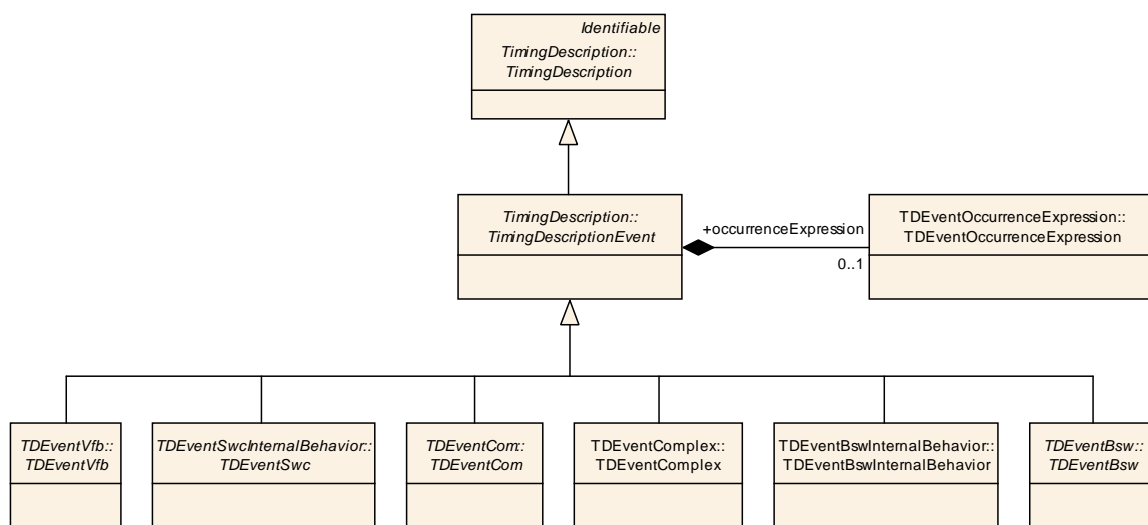 Identifiable
TimingDescription::
TimingDescription
TimingDescription::
TimingDescriptionEvent
+occurrenceExpression
0..1
TDEventOccurrenceExpression::
TDEventOccurrenceExpression
TDEventVfb::
TDEventVfb
TDEventSwcInternalBehavior::
TDEventSwc
TDEventCom::
TDEventCom
TDEventComplex::
TDEventComplex
TDEventBswInternalBehavior::
TDEventBswInternalBehavior
TDEventBsw::
TDEventBsw